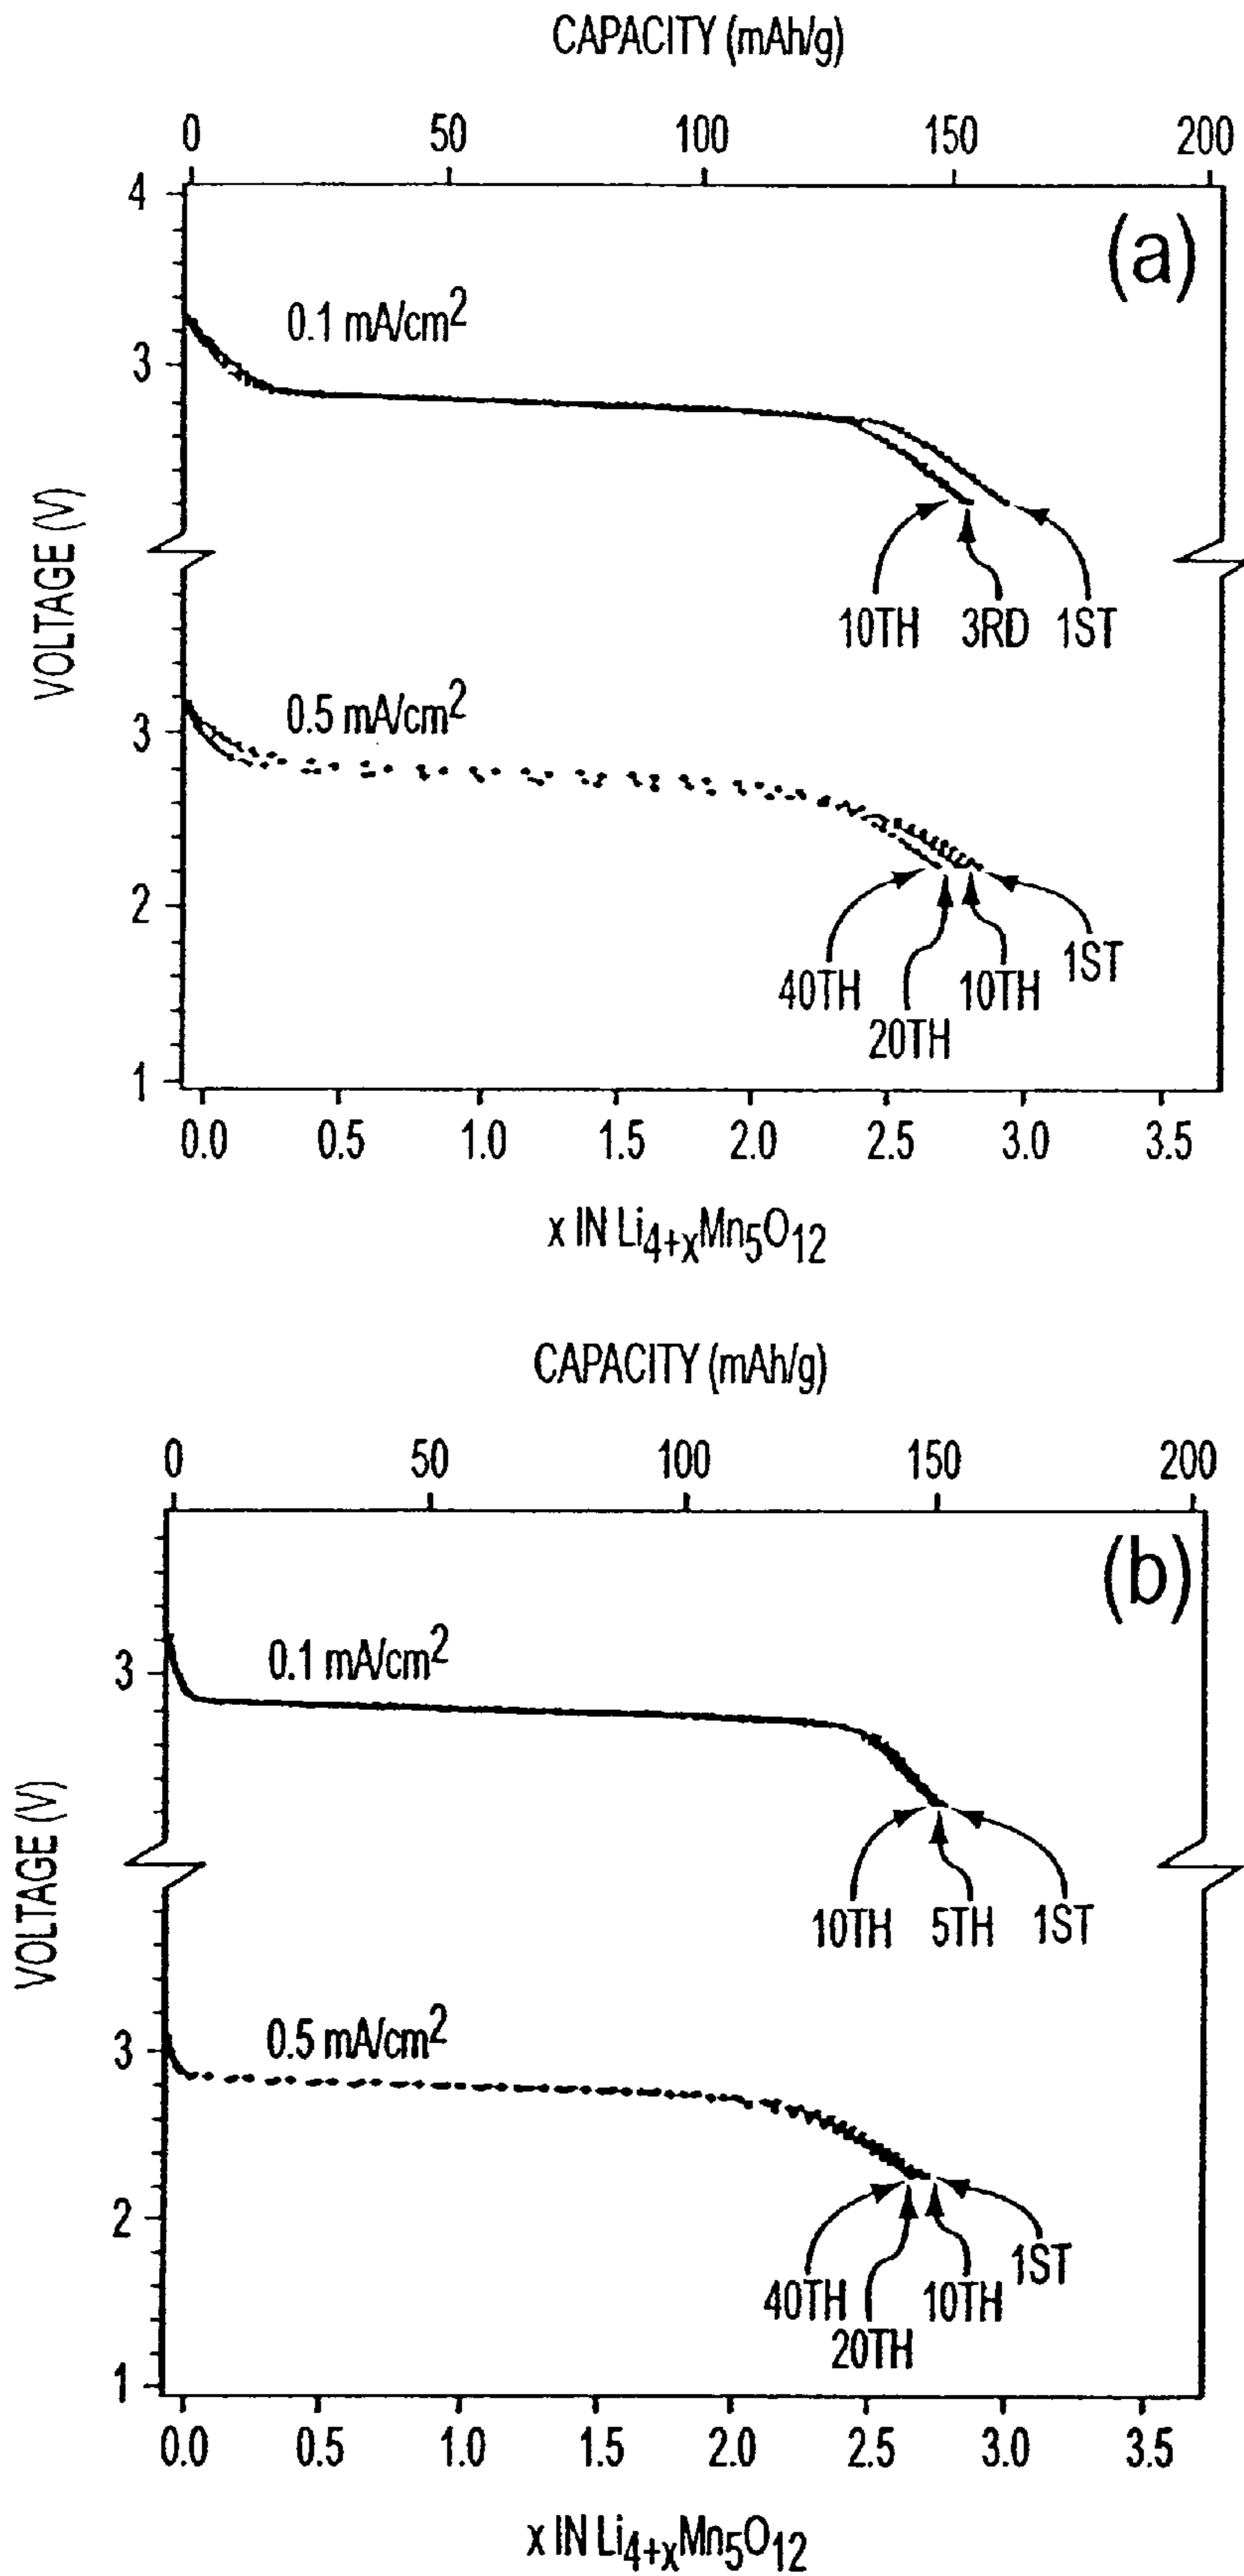 CAPACITY (mAh/g)
0 50 100 150 200
4
(a)
0.1 mA/cm2
3
VOLTAGE (V)
10TH 3RD 1ST
0.5 mA/cm2
3
2
1ST
40TH 10TH
20TH
1
0.0 0.5 1.0 1.5 2.0 2.5 3.0 3.5
x IN Li4+xMn5O12
CAPACITY (mAh/g)
0 50 100 150 200
(b)
0.1 mA/cm2
3
VOLTAGE (V)
10TH 5TH 1ST
0.5 mA/cm2
3
2
1ST
40TH 10TH
20TH
1
0.0 0.5 1.0 1.5 2.0 2.5 3.0 3.5
x IN Li4+xMn5O12